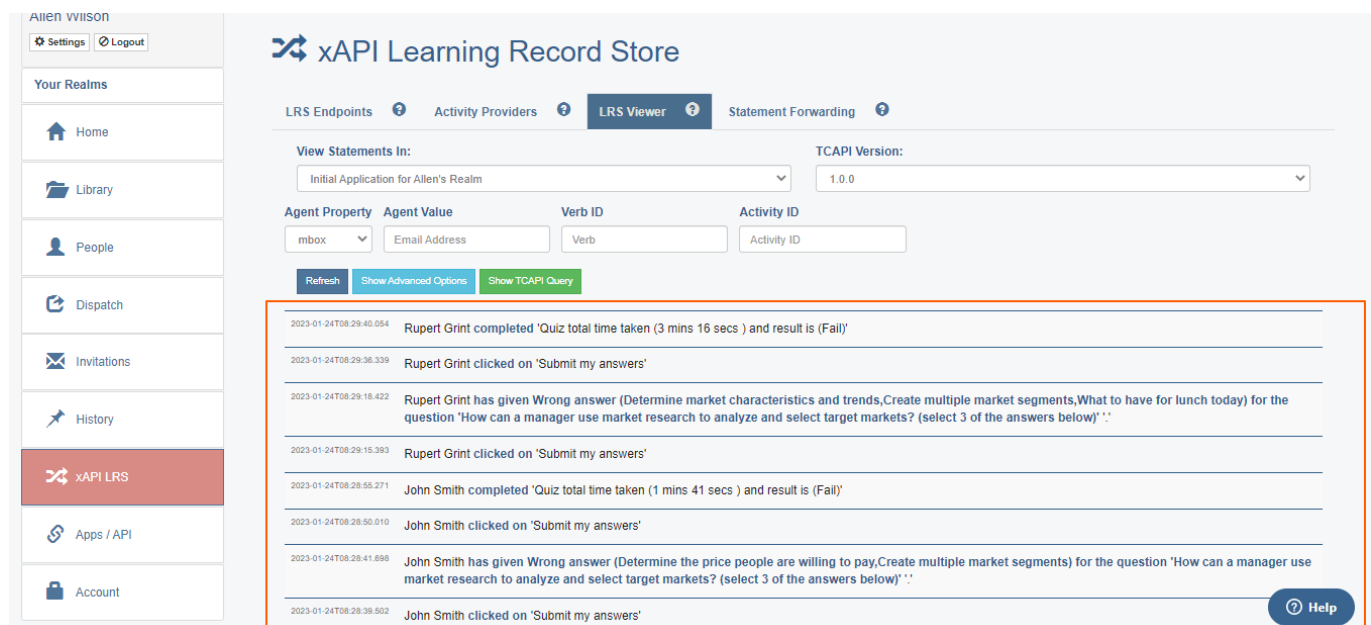 Allen Wilson
Settings
Logout
Your Realms
Home
Library
People
Dispatch
Invitations
History
xAPI LRS
Apps / API
Account
xAPI Learning Record Store
LRS Endpoints ? Activity Providers ? LRS Viewer ? Statement Forwarding ?
View Statements In: TCAPI Version:
Initial Application for Allen's Realm 1.0.0
Agent Property Agent Value Verb ID Activity ID
mbox Email Address Verb Activity ID
Refresh Show Advanced Options Show TCAPI Query
2023-01-24T08:29:40.054 Rupert Grint completed 'Quiz total time taken (3 mins 16 secs ) and result is (Fail)'
2023-01-24T08:29:36.339 Rupert Grint clicked on 'Submit my answers'
2023-01-24T08:29:18.422 Rupert Grint has given Wrong answer (Determine market characteristics and trends,Create multiple market segments,What to have for lunch today) for the
question 'How can a manager use market research to analyze and select target markets? (select 3 of the answers below)' '.'
2023-01-24T08:29:15.393 Rupert Grint clicked on 'Submit my answers'
2023-01-24T08:28:55.271 John Smith completed 'Quiz total time taken (1 mins 41 secs ) and result is (Fail)'
2023-01-24T08:28:50.010 John Smith clicked on 'Submit my answers'
2023-01-24T08:28:41.698 John Smith has given Wrong answer (Determine the price people are willing to pay,Create multiple market segments) for the question 'How can a manager use
market research to analyze and select target markets? (select 3 of the answers below)' '.'
2023-01-24T08:28:39.502 John Smith clicked on 'Submit my answers'
? Help